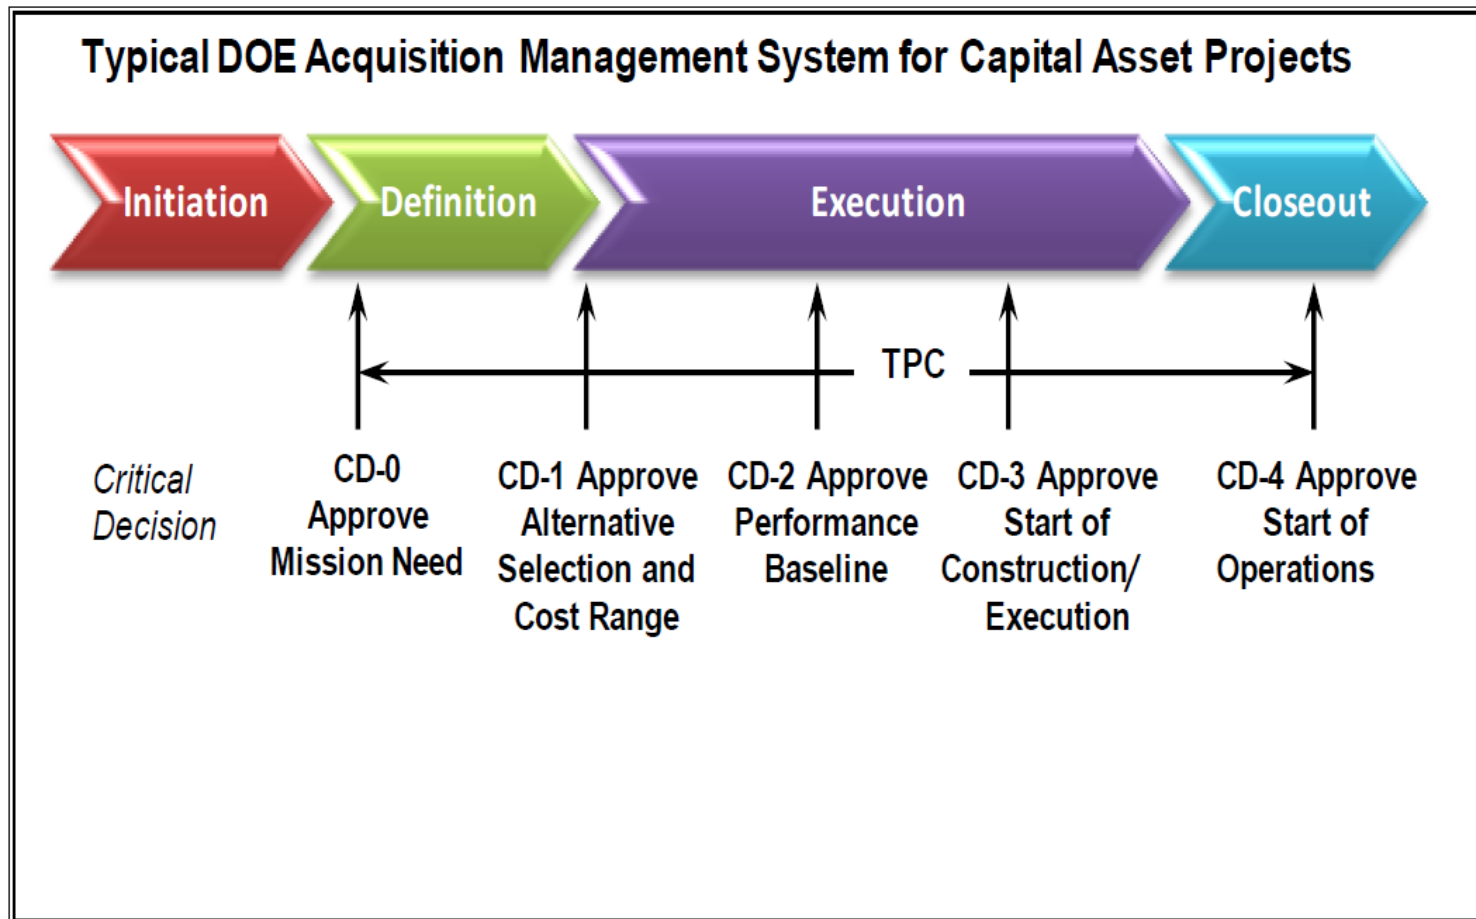 Typical DOE Acquisition Management System for Capital Asset Projects
Initiation
Definition
Execution
Closeout
TPC
Critical
Decision
CD-0
Approve
Mission Need
CD-1 Approve
Alternative
Selection and
Cost Range
CD-2 Approve
Performance
Baseline
CD-3 Approve
Start of
Construction/
Execution
CD-4 Approve
Start of
Operations